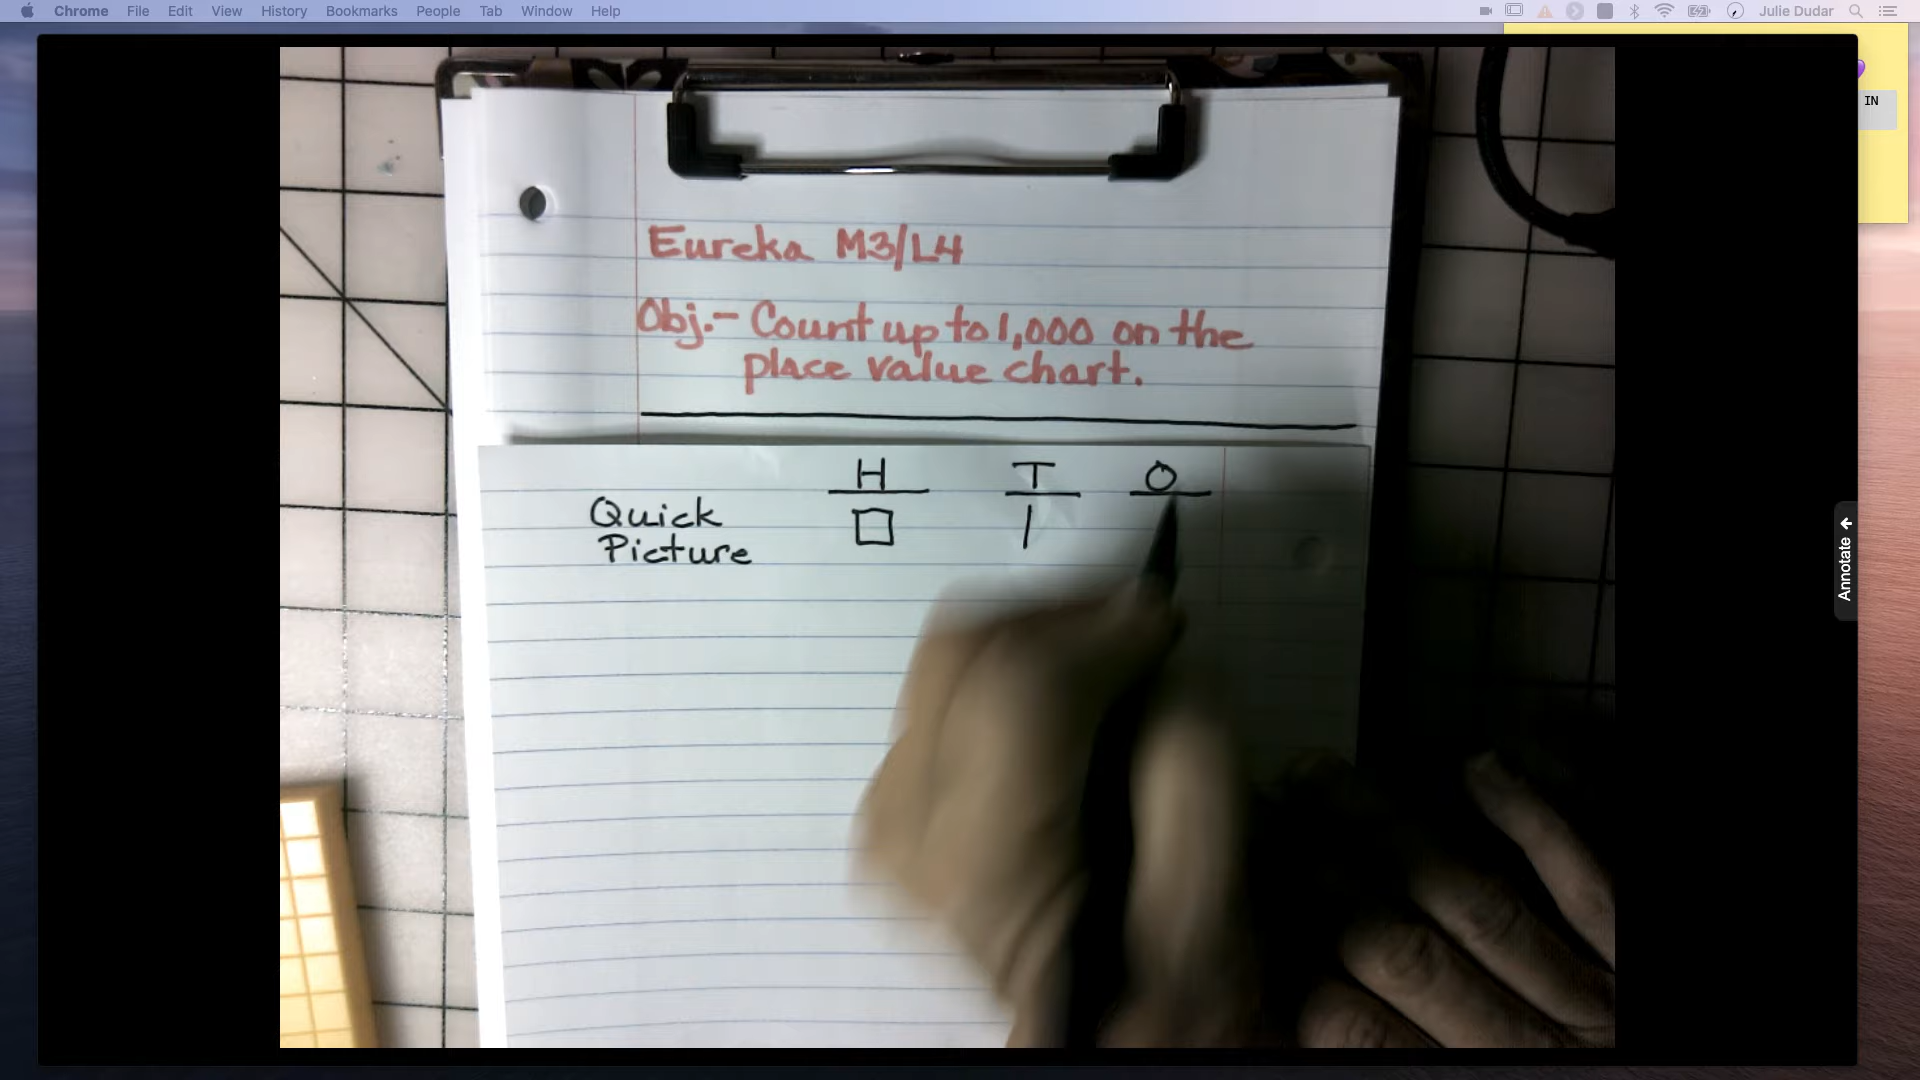 Chrome File Edit View History Bookmarks People Tab Window Help Julie Dudar
IN
Eureka M3/L4
Obj.- Count up to 1,000 on the
place value chart.
H T O
Quick
Picture
Annotate